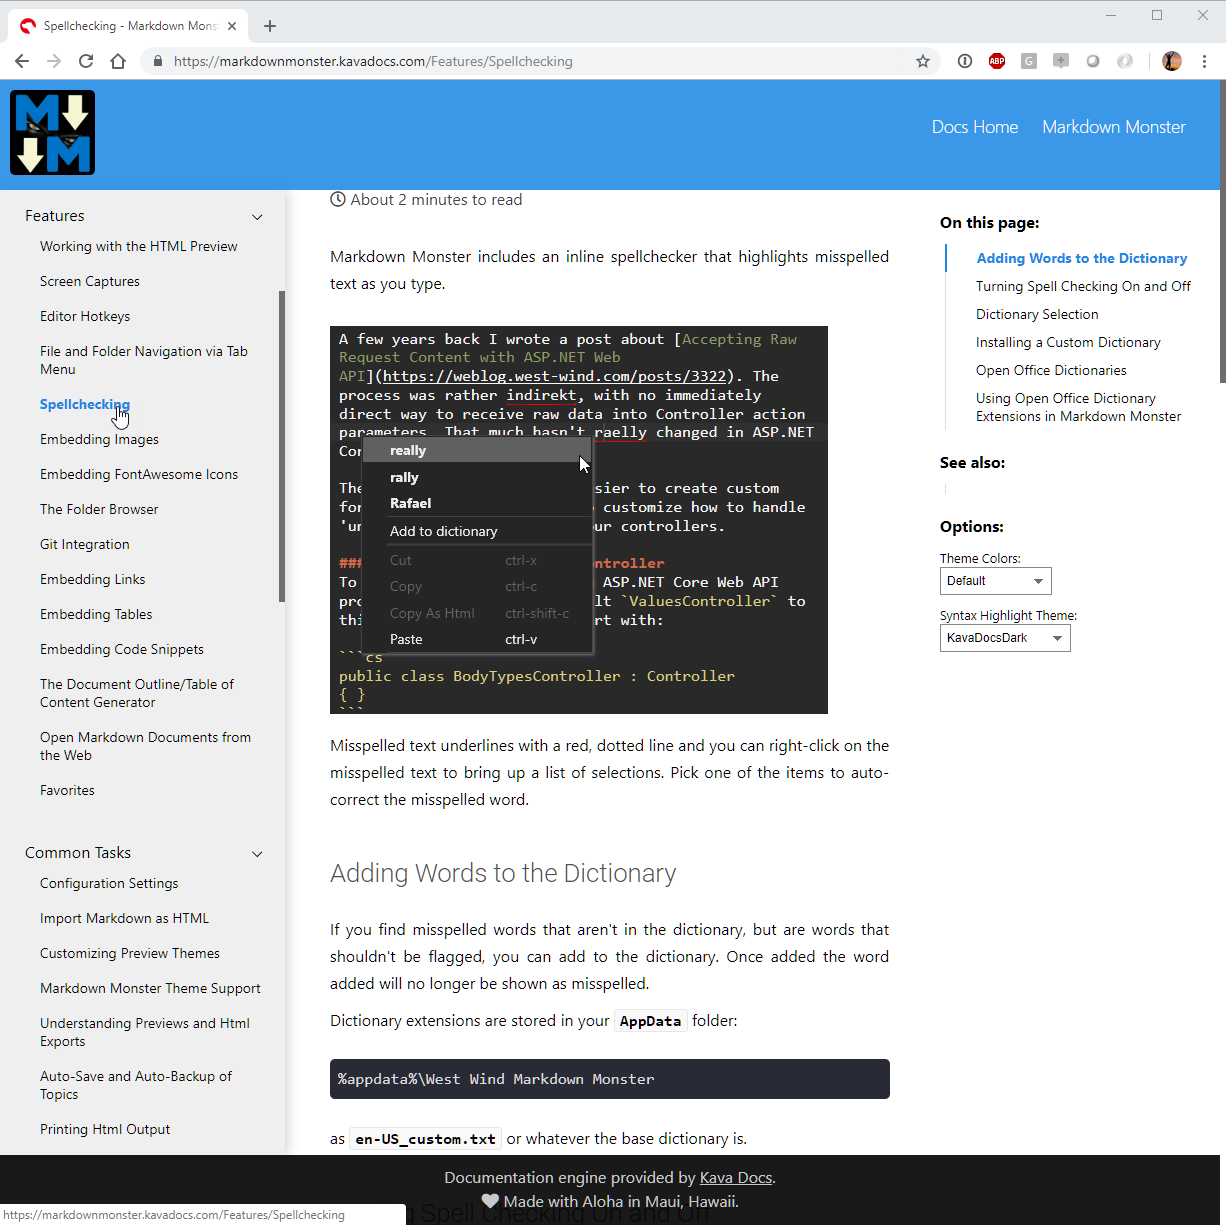 Spellchecking - Markdown Mons
https://markdownmonster.kavadocs.com/Features/Spellchecking
ABP
G
M
M
Docs Home
Markdown Monster
Features
Working with the HTML Preview
Screen Captures
Editor Hotkeys
File and Folder Navigation via Tab
Menu
Spellchecking
Embedding Images
Embedding FontAwesome Icons
The Folder Browser
Git Integration
Embedding Links
Embedding Tables
Embedding Code Snippets
The Document Outline/Table of
Content Generator
Open Markdown Documents from
the Web
Favorites
Common Tasks
Configuration Settings
Import Markdown as HTML
Customizing Preview Themes
Markdown Monster Theme Support
Understanding Previews and Html
Exports
Auto-Save and Auto-Backup of
Topics
Printing Html Output
About 2 minutes to read
Markdown Monster includes an inline spellchecker that highlights misspelled
text as you type.
A few years back I wrote a post about [Accepting Raw
Request Content with ASP.NET Web
API](https://weblog.west-wind.com/posts/3322). The
process was rather indirekt, with no immediately
direct way to receive raw data into Controller action
parameters. That much hasn't raelly changed in ASP.NET
Cor
The sier to create custom
for customize how to handle
'un ur controllers.
### ntroller
To ASP.NET Core Web API
pro lt `ValuesController` to
thi rt with:
```cs
public class BodyTypesController : Controller
{ }
```
really
rally
Rafael
Add to dictionary
Cut ctrl-x
Copy ctrl-c
Copy As Html ctrl-shift-c
Paste ctrl-v
Misspelled text underlines with a red, dotted line and you can right-click on the
misspelled text to bring up a list of selections. Pick one of the items to auto-
correct the misspelled word.
Adding Words to the Dictionary
If you find misspelled words that aren't in the dictionary, but are words that
shouldn't be flagged, you can add to the dictionary. Once added the word
added will no longer be shown as misspelled.
Dictionary extensions are stored in your AppData folder:
%appdata%\West Wind Markdown Monster
as en-US_custom.txt or whatever the base dictionary is.
On this page:
Adding Words to the Dictionary
Turning Spell Checking On and Off
Dictionary Selection
Installing a Custom Dictionary
Open Office Dictionaries
Using Open Office Dictionary
Extensions in Markdown Monster
See also:
Options:
Theme Colors:
Default
Syntax Highlight Theme:
KavaDocsDark
Documentation engine provided by Kava Docs.
Made with Aloha in Maui, Hawaii.
g Spell Checking On and Off
https://markdownmonster.kavadocs.com/Features/Spellchecking